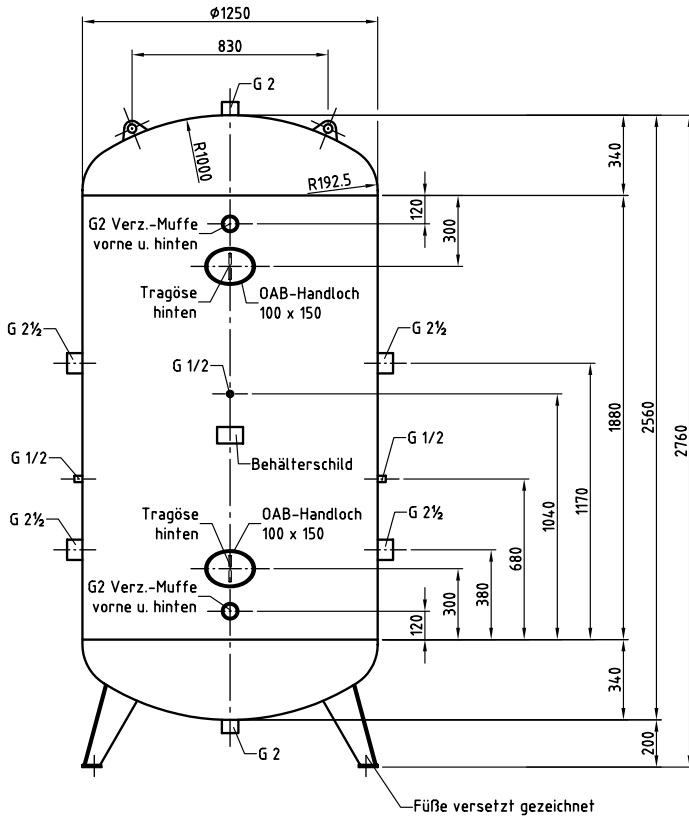 ϕ1250
830
G 2
R1000
R192.5
340
120
300
G2 Verz.-Muffe
vorne u. hinten
Tragöse
hinten
OAB-Handloch
100 x 150
G 2½
G 2½
G 1/2
1880
2560
2760
Behälterschild
G 1/2
G 1/2
1040
1170
G 2½
G 2½
Tragöse
hinten
OAB-Handloch
100 x 150
680
380
300
G2 Verz.-Muffe
vorne u. hinten
120
340
200
G 2
Füße versetzt gezeichnet